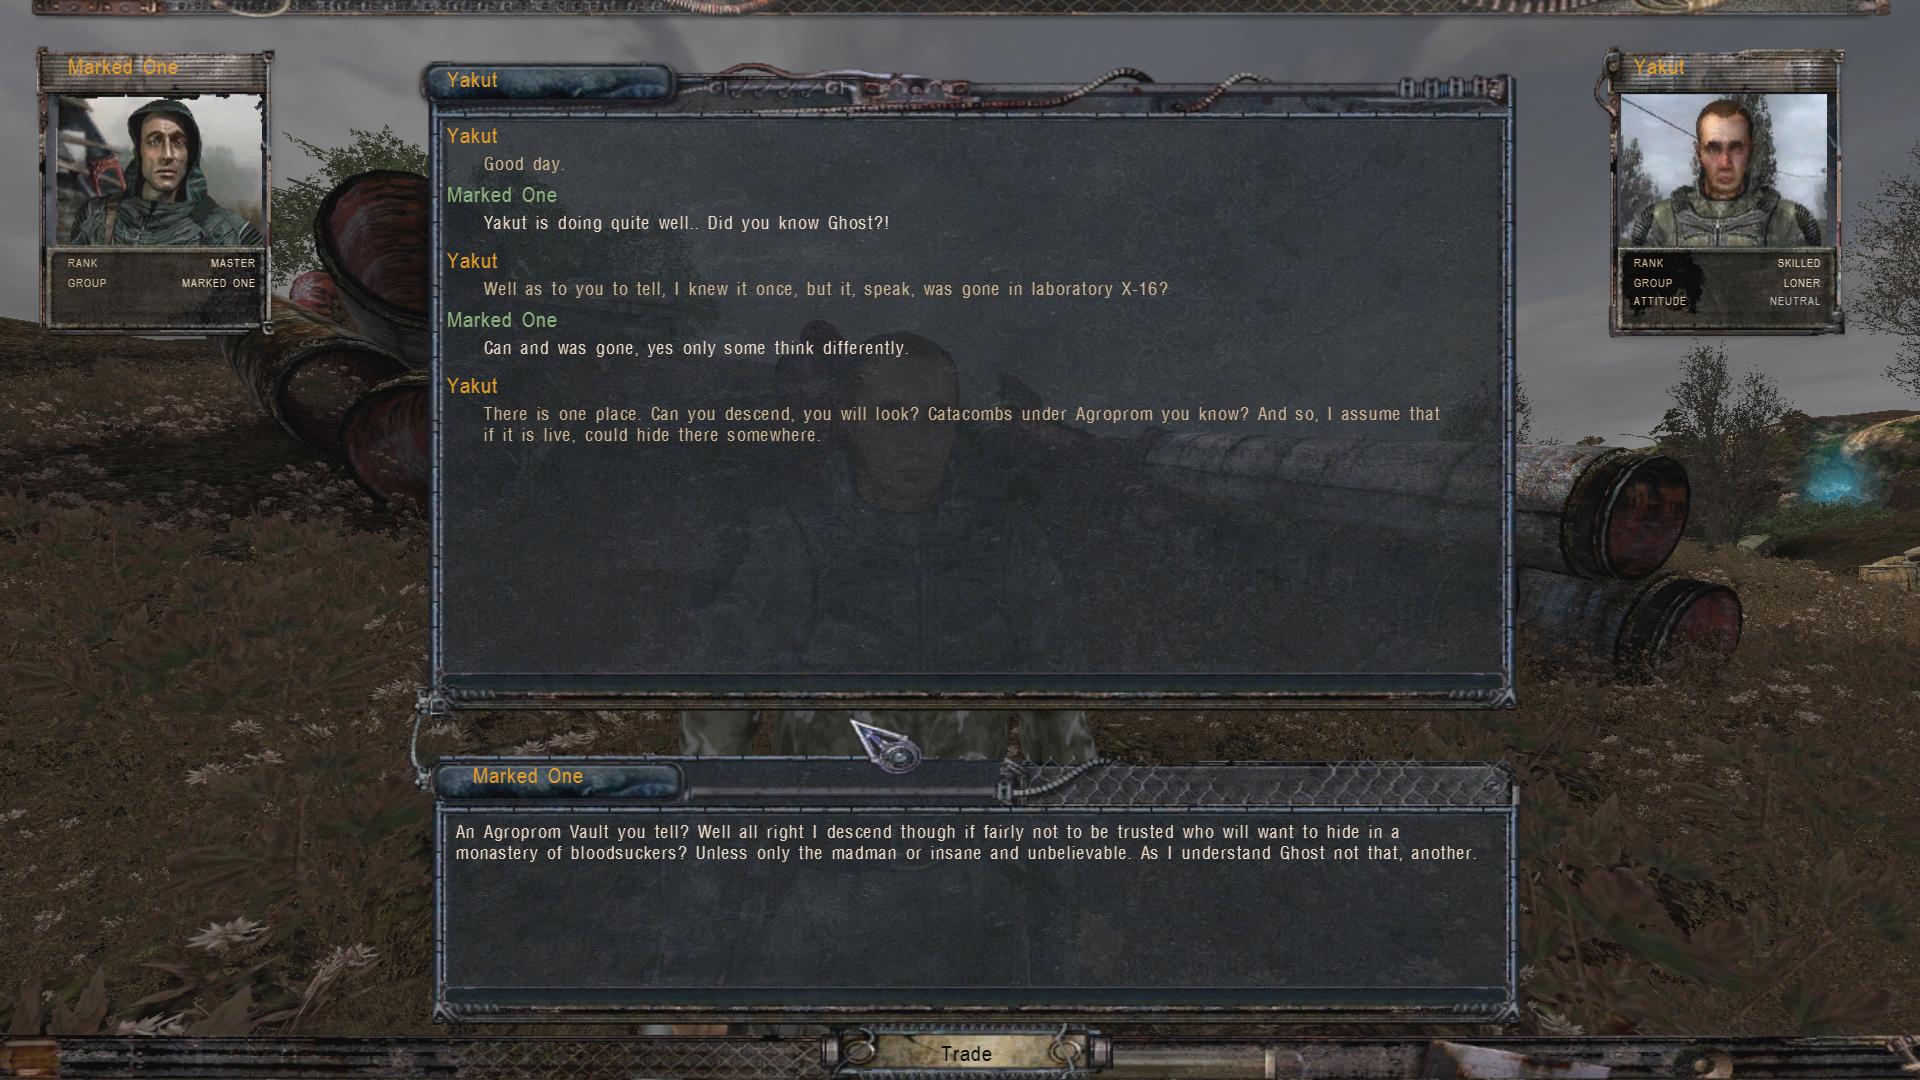 Marked One
RANK MASTER
GROUP MARKED ONE
Yakut
Yakut
Good day.
Marked One
Yakut is doing quite well.. Did you know Ghost?!
Yakut
Well as to you to tell, I knew it once, but it, speak, was gone in laboratory X-16?
Marked One
Can and was gone, yes only some think differently.
Yakut
There is one place. Can you descend, you will look? Catacombs under Agroprom you know? And so, I assume that
if it is live, could hide there somewhere.
Yakut
RANK SKILLED
GROUP LONER
ATTITUDE NEUTRAL
Marked One
An Agroprom Vault you tell? Well all right I descend though if fairly not to be trusted who will want to hide in a
monastery of bloodsuckers? Unless only the madman or insane and unbelievable. As I understand Ghost not that, another.
Trade